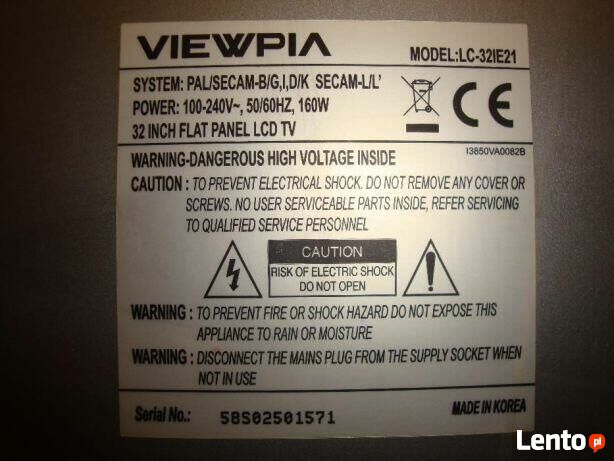 VIEWPIA MODEL:LC-32IE21
SYSTEM: PAL/SECAM-B/G,I,D/K SECAM-L/L'
POWER: 100-240V~, 50/60HZ, 160W
32 INCH FLAT PANEL LCD TV
CE
I3850VA0082B
WARNING-DANGEROUS HIGH VOLTAGE INSIDE
CAUTION : TO PREVENT ELECTRICAL SHOCK. DO NOT REMOVE ANY COVER OR
SCREWS. NO USER SERVICEABLE PARTS INSIDE, REFER SERVICING
TO QUALIFIED SERVICE PERSONNEL
CAUTION
RISK OF ELECTRIC SHOCK
DO NOT OPEN
WARNING : TO PREVENT FIRE OR SHOCK HAZARD DO NOT EXPOSE THIS
APPLIANCE TO RAIN OR MOISTURE
WARNING : DISCONNECT THE MAINS PLUG FROM THE SUPPLY SOCKET WHEN
NOT IN USE
Serial No.: 58S02501571 MADE IN KOREA
Lento.pl